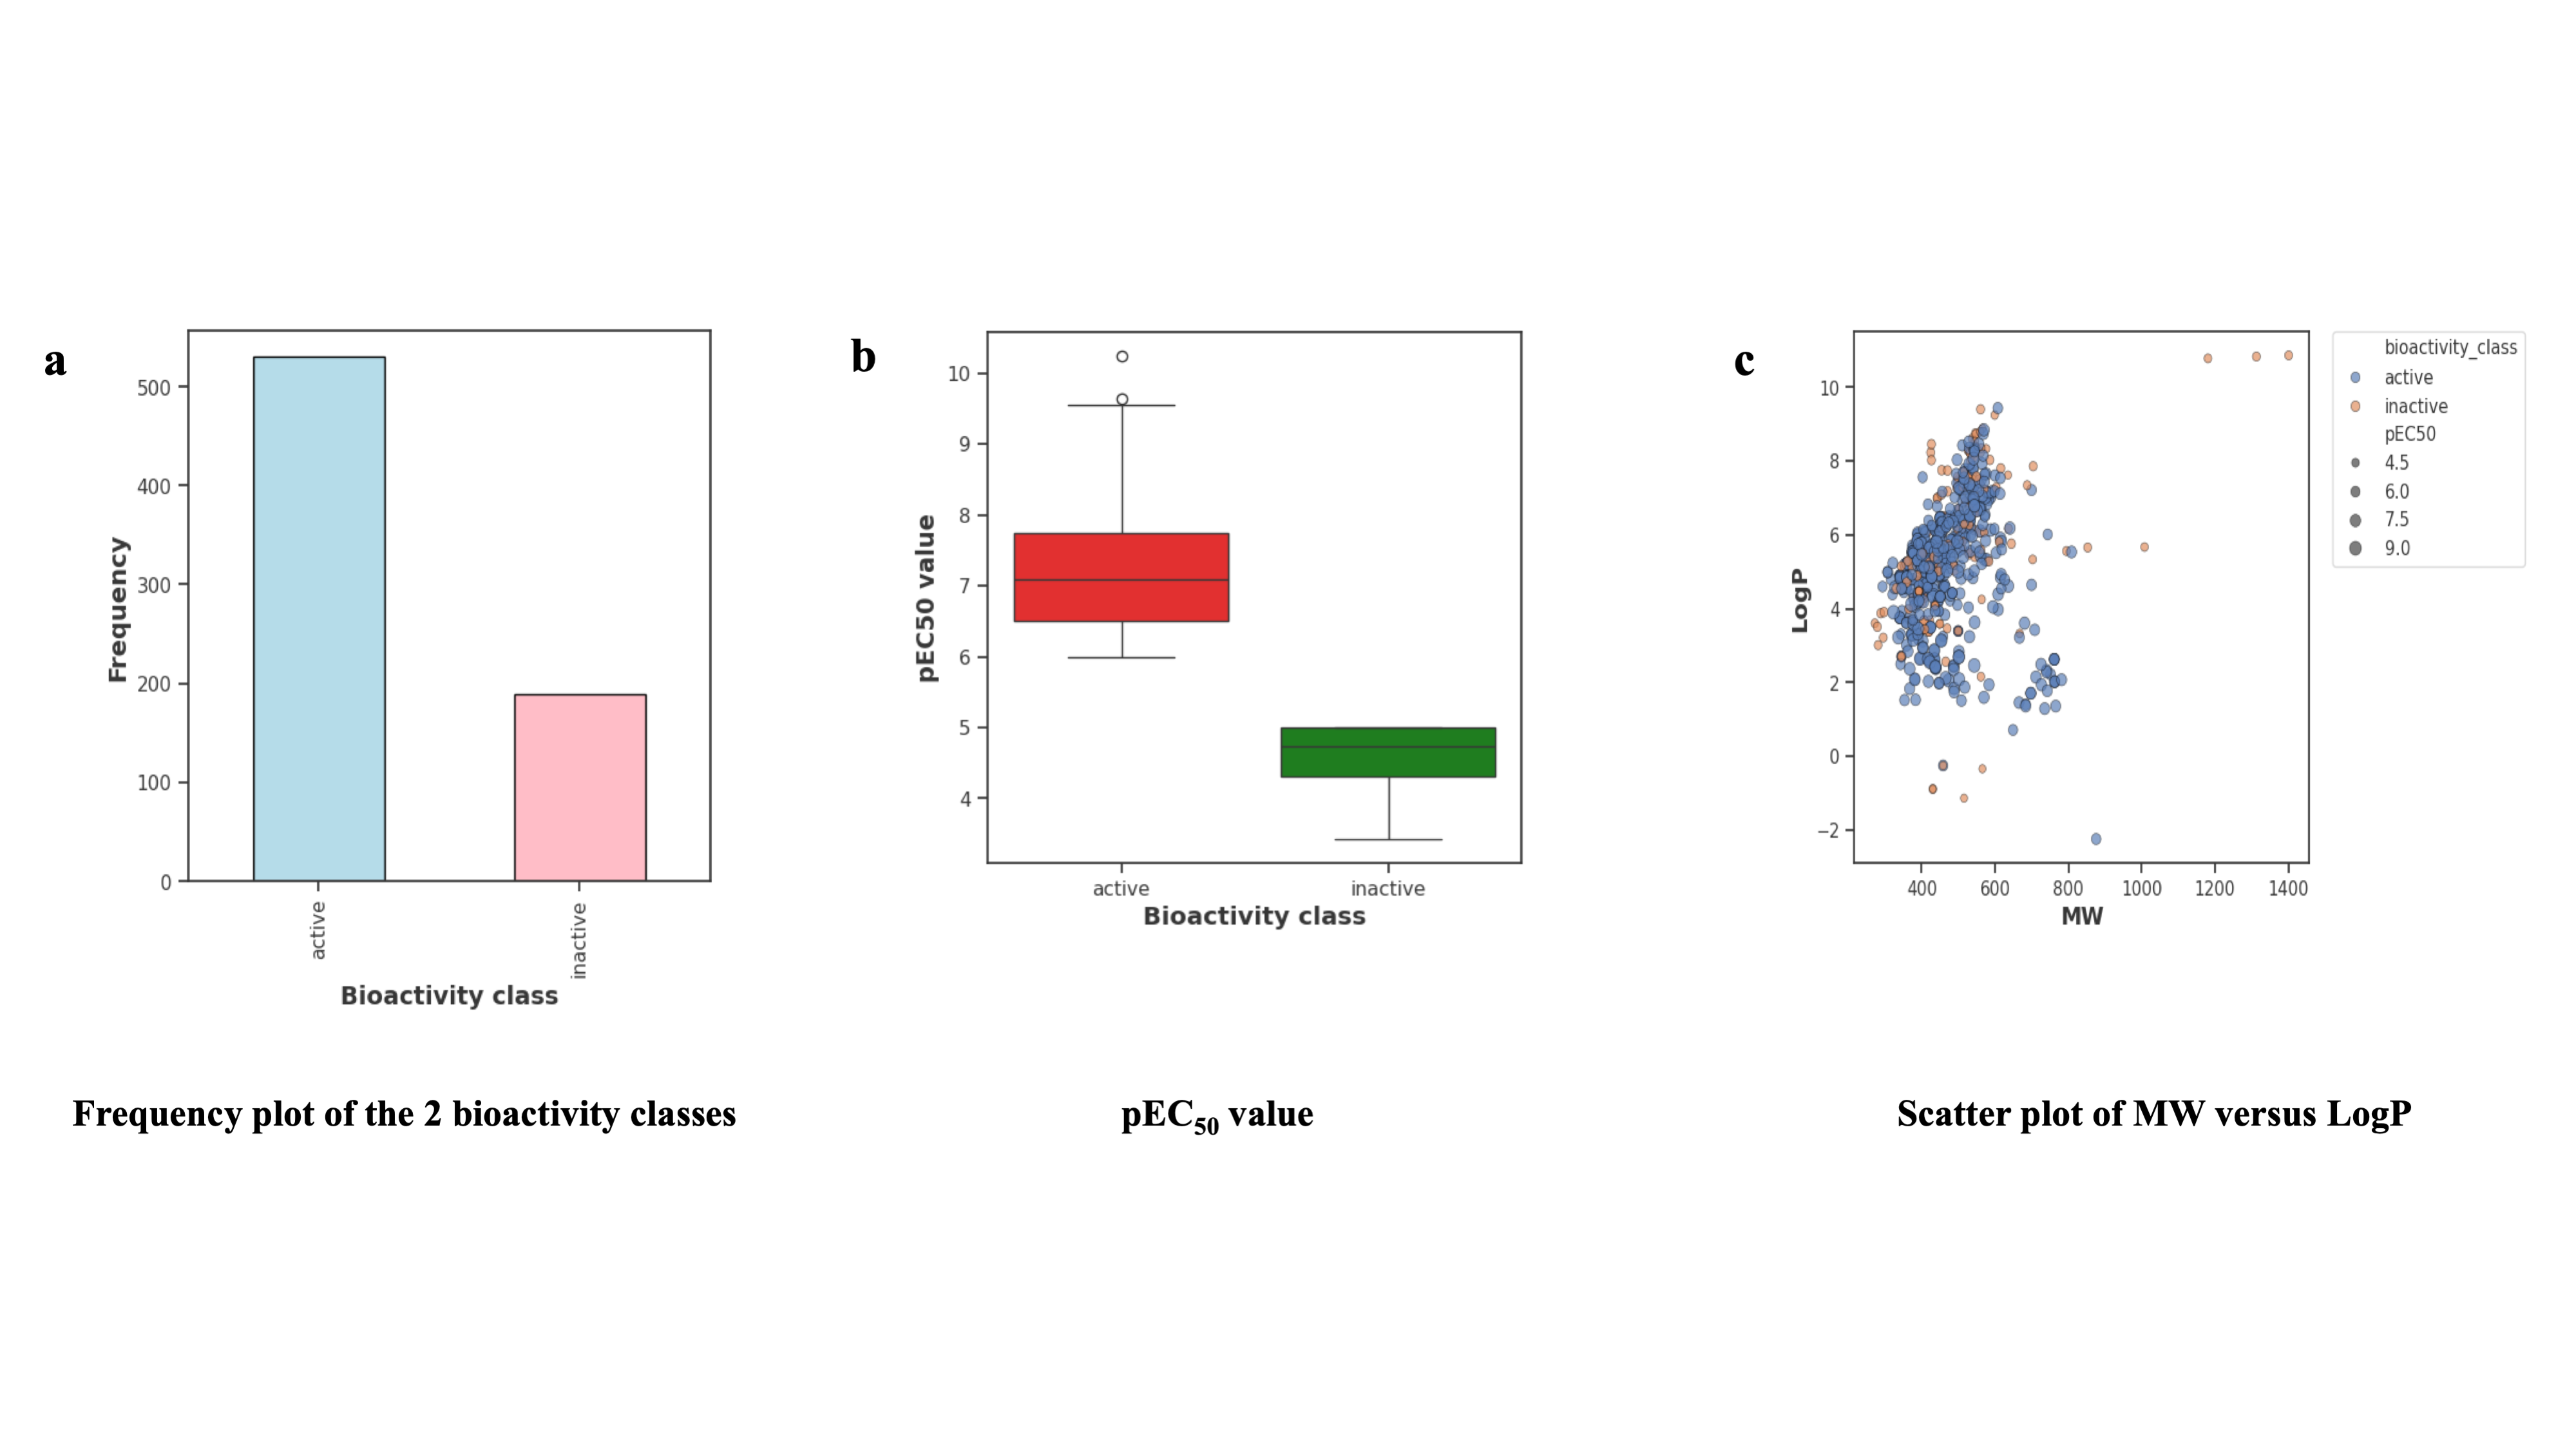 a
500
400
300
200
100
0
Frequency
active
inactive
Bioactivity class
Frequency plot of the 2 bioactivity classes
b
10
9
8
7
6
5
4
pEC50 value
active
inactive
Bioactivity class
pEC50 value
c
10
8
6
4
2
0
−2
LogP
400 600 800 1000 1200 1400
MW
bioactivity_class
active
inactive
pEC50
4.5
6.0
7.5
9.0
Scatter plot of MW versus LogP